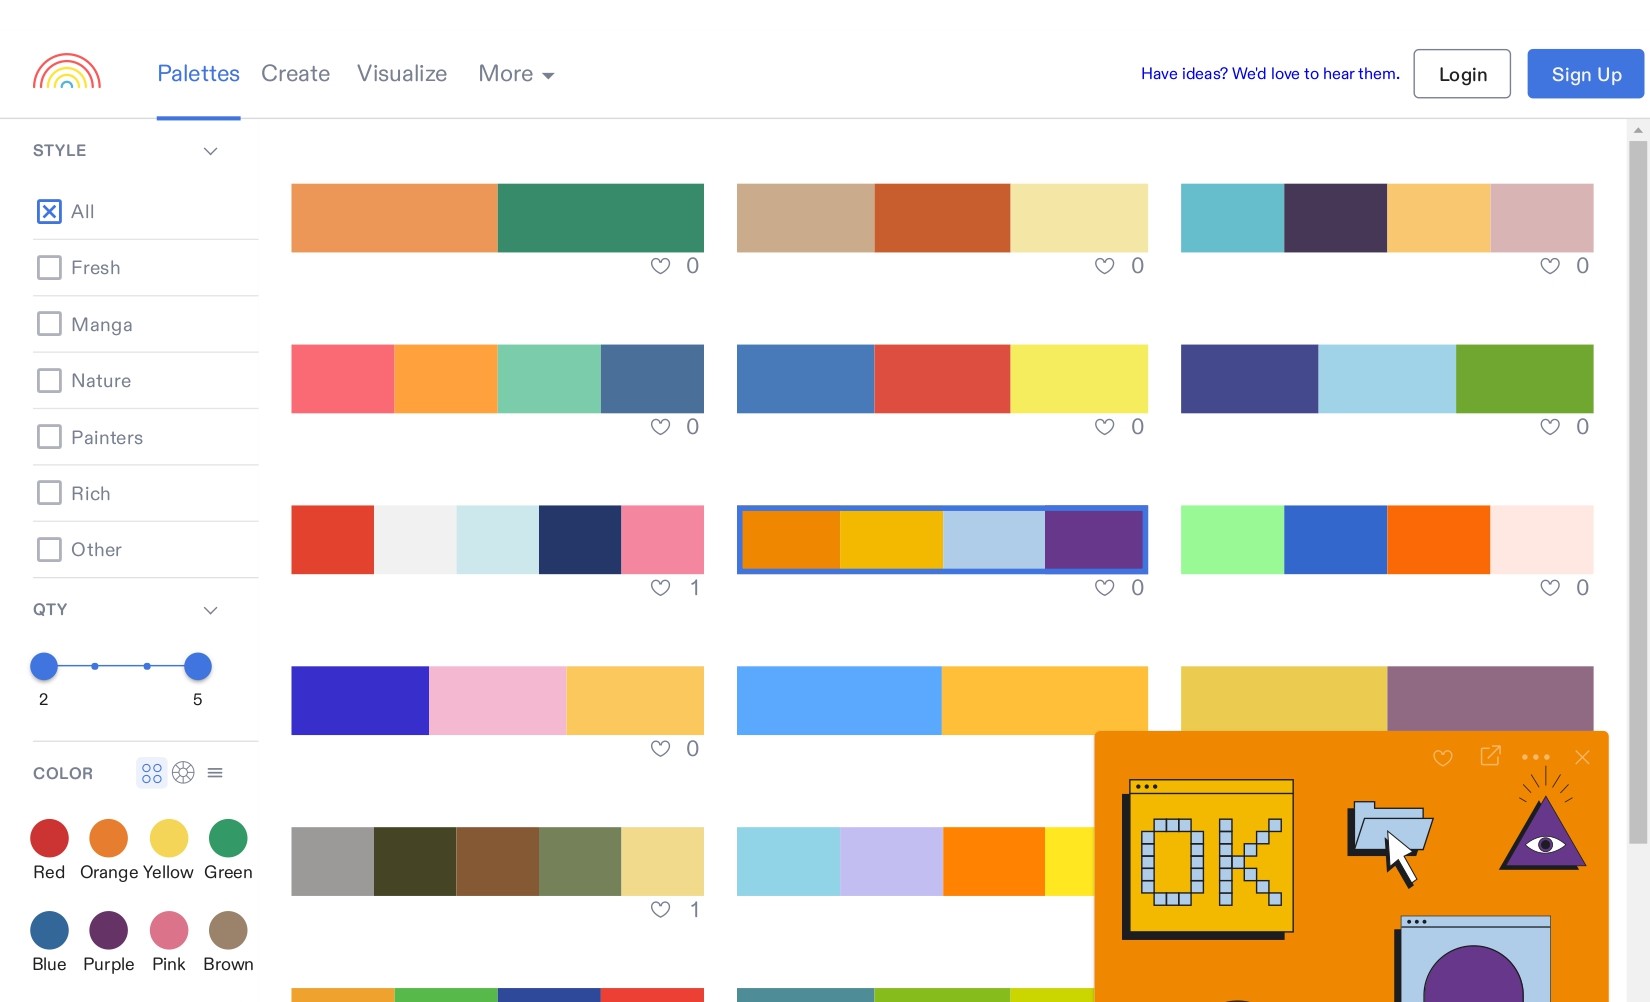 Palettes Create Visualize More
Have ideas? We'd love to hear them. Login Sign Up
STYLE
All
Fresh
Manga
Nature
Painters
Rich
Other
QTY
2 5
COLOR
Red Orange Yellow Green
Blue Purple Pink Brown
0 0 0
0 0 0
1 0 0
0
1
OK